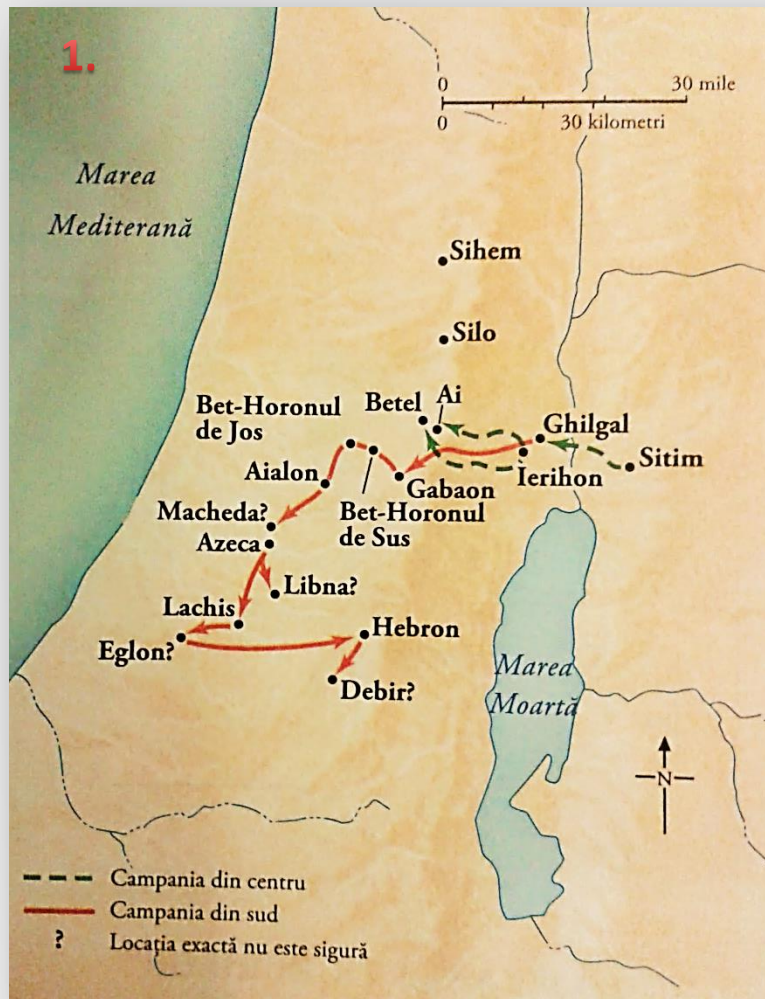 1.
0 30 mile
0 30 kilometri
Marea
Mediterană
Sihem
Silo
Betel
Ai
Bet-Horonul
de Jos
Ghilgal
Sitim
Ierihon
Aialon
Gabaon
Bet-Horonul
de Sus
Macheda?
Azeca
Libna?
Lachis
Hebron
Eglon?
Debir?
Marea
Moartă
N
Campania din centru
Campania din sud
? Locația exactă nu este sigură